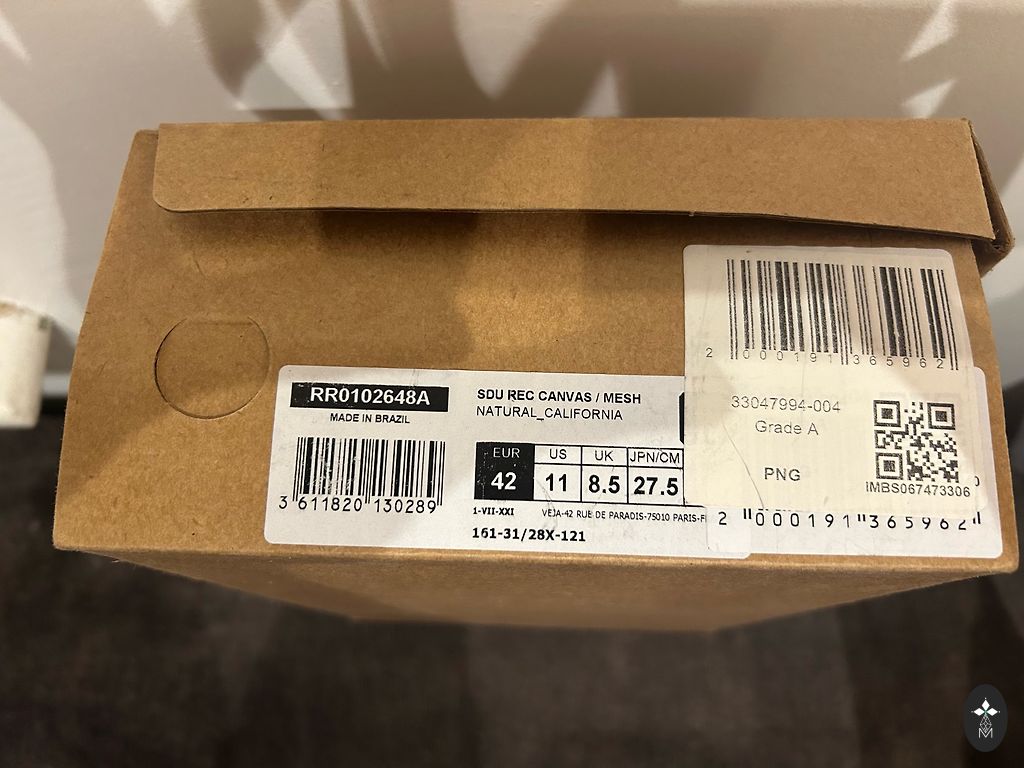 RR0102648A
MADE IN BRAZIL
3 611820 130289
SDU REC CANVAS / MESH
NATURAL_CALIFORNIA
EUR US UK JPN/CM
42 11 8.5 27.5
1-VII-XXI VEJA-42 RUE DE PARADIS-75010 PARIS-F
161-31/28X-121
2 000191 365962
33047994-004
Grade A
PNG
IMBS067473306
2 000191 365962
M